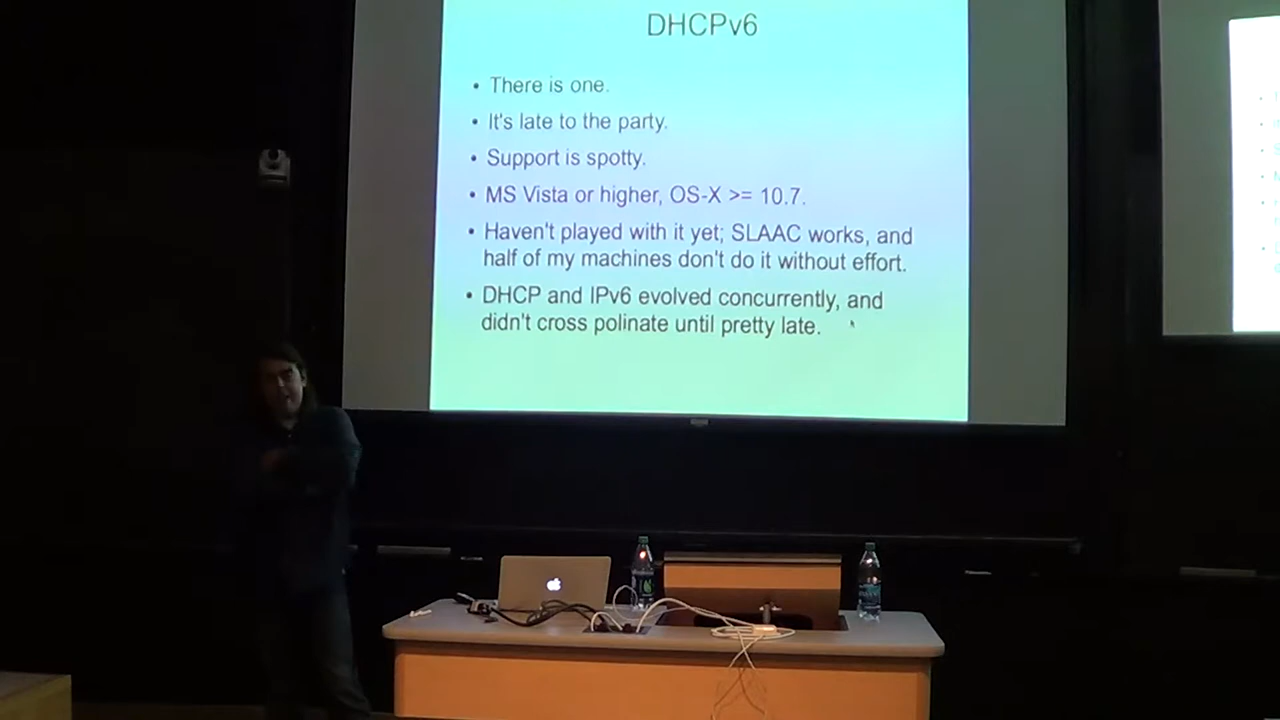 DHCPv6
• There is one.
• It's late to the party.
• Support is spotty.
• MS Vista or higher, OS-X >= 10.7.
• Haven't played with it yet; SLAAC works, and
half of my machines don't do it without effort.
• DHCP and IPv6 evolved concurrently, and
didn't cross polinate until pretty late.